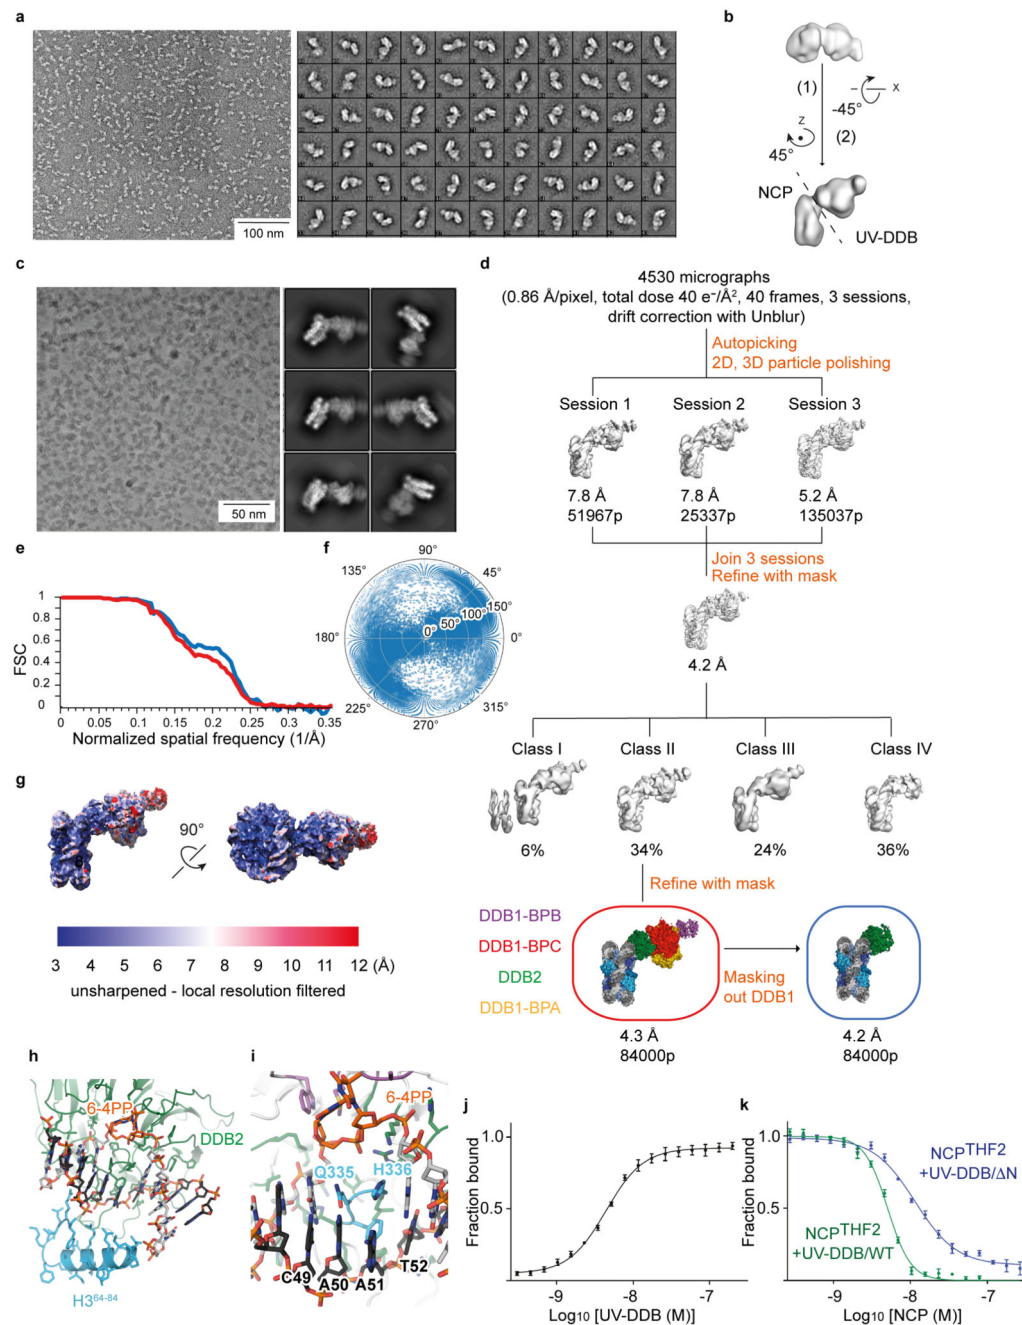 a
100 nm
b
(1)
-45°
x
z
(2)
45°
NCP
UV-DDB
c
50 nm
d
4530 micrographs
(0.86 Å/pixel, total dose 40 e⁻/Å², 40 frames, 3 sessions,
drift correction with Unblur)
Autopicking
2D, 3D particle polishing
Session 1 Session 2 Session 3
7.8 Å 7.8 Å 5.2 Å
51967p 25337p 135037p
Join 3 sessions
Refine with mask
4.2 Å
Class I Class II Class III Class IV
6% 34% 24% 36%
Refine with mask
DDB1-BPB
DDB1-BPC
DDB2
DDB1-BPA
Masking
out DDB1
4.3 Å 4.2 Å
84000p 84000p
e
1
0.8
0.6
0.4
0.2
0
FSC
0 0.05 0.15 0.2 0.25 0.3 0.35
Normalized spatial frequency (1/Å)
f
90°
135° 45°
150°
100°
50°
0°
180° 0°
225° 315°
270°
g
90°
3 4 5 6 7 8 9 10 11 12 (Å)
unsharpened - local resolution filtered
h
6-4PP
DDB2
H3⁶⁴⁻⁸⁴
i
6-4PP
Q335 H336
C49 A50 A51 T52
j
1.0
0.5
Fraction bound
-9 -8 -7
Log₁₀ [UV-DDB (M)]
k
1.0
0.5
Fraction bound
NCPᵀᴴᶠ²
+UV-DDB/ΔN
NCPᵀᴴᶠ²
+UV-DDB/WT
-9 -8 -7
Log₁₀ [NCP (M)]